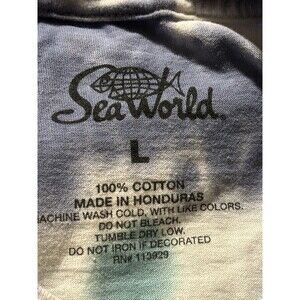 SeaWorld
L
100% COTTON
MADE IN HONDURAS
MACHINE WASH COLD, WITH LIKE COLORS.
DO NOT BLEACH.
TUMBLE DRY LOW.
DO NOT IRON IF DECORATED
RN# 113929